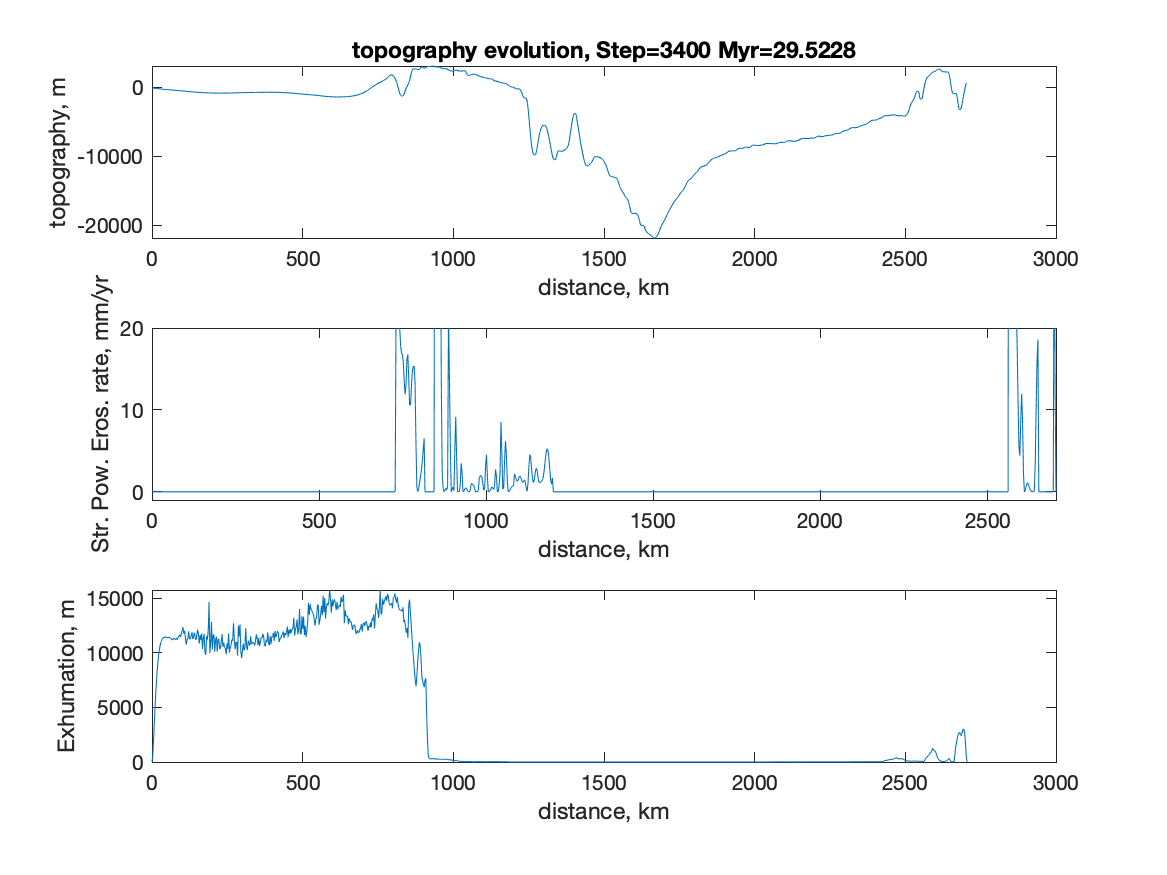 topography evolution, Step=3400 Myr=29.5228
topography, m
0
-10000
-20000
0 500 1000 1500 2000 2500 3000
distance, km
Str. Pow. Eros. rate, mm/yr
20
10
0
0 500 1000 1500 2000 2500
distance, km
Exhumation, m
15000
10000
5000
0
0 500 1000 1500 2000 2500 3000
distance, km